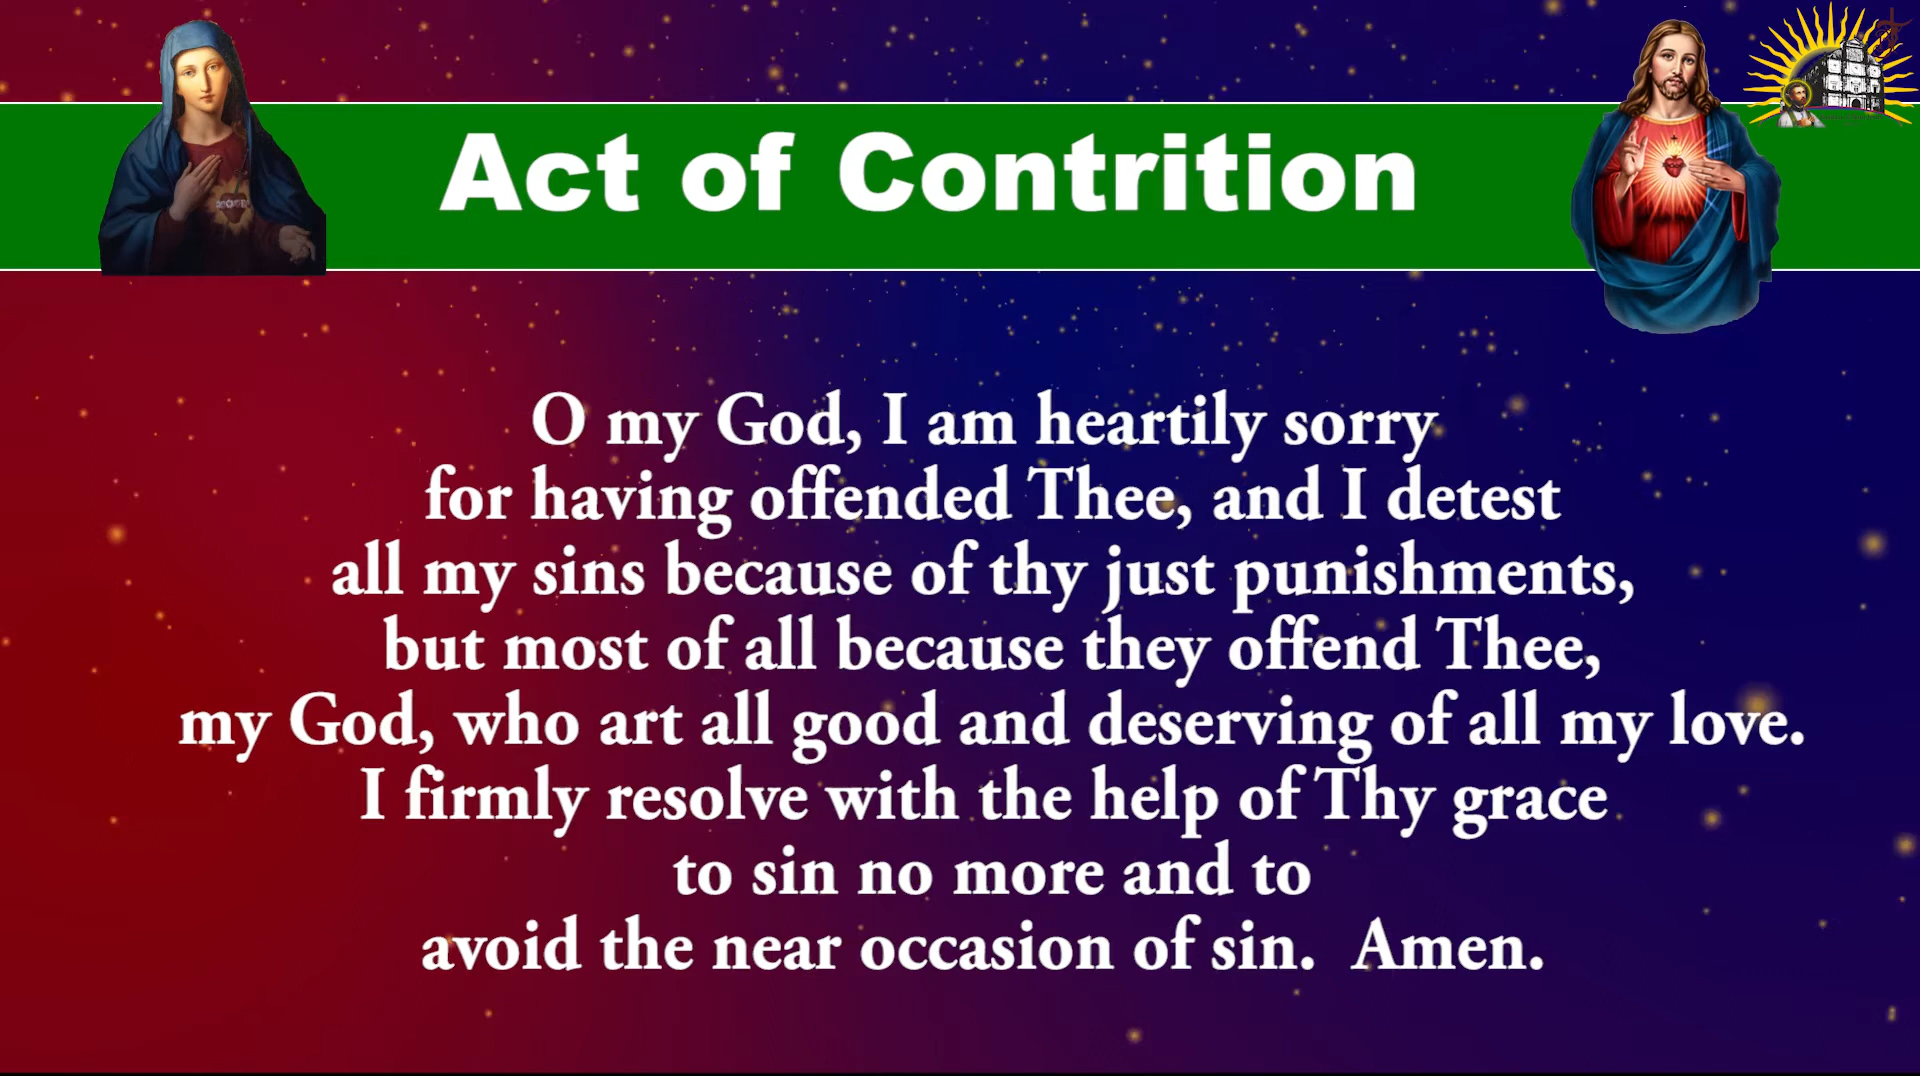 Act of Contrition
O my God, I am heartily sorry
for having offended Thee, and I detest
all my sins because of thy just punishments,
but most of all because they offend Thee,
my God, who art all good and deserving of all my love.
I firmly resolve with the help of Thy grace
to sin no more and to
avoid the near occasion of sin.  Amen.